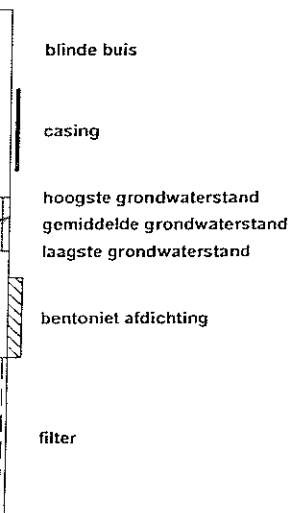 blinde buis
casing
hoogste grondwaterstand
gemiddelde grondwaterstand
laagste grondwaterstand
bentoniet afdichting
filter